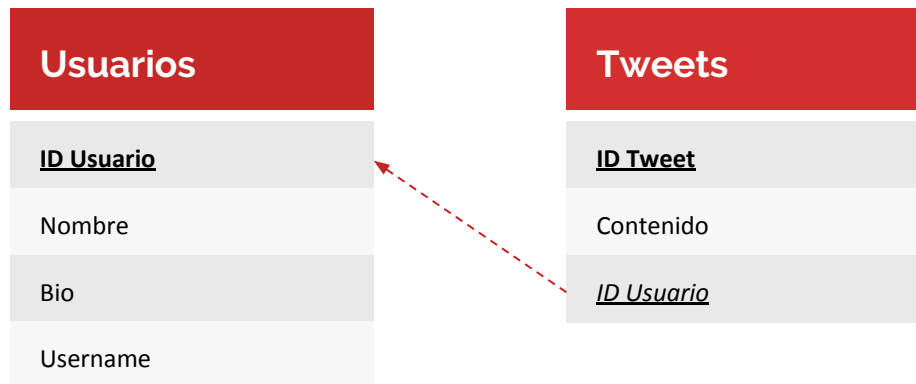 Usuarios
ID Usuario
Nombre
Bio
Username
Tweets
ID Tweet
Contenido
ID Usuario